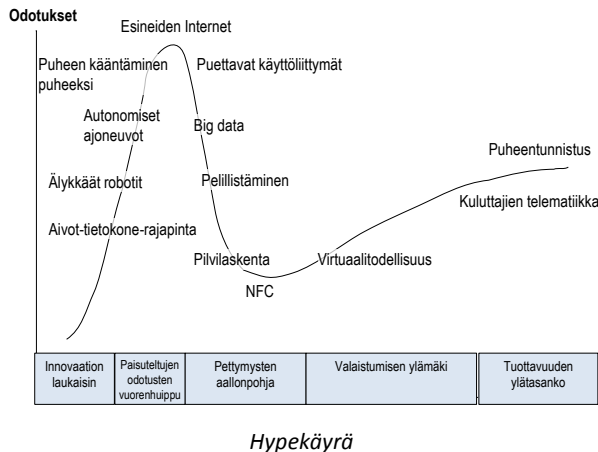 Odotukset
Esineiden Internet
Puheen kääntäminen
puheeksi
Puettavat käyttöliittymät
Autonomiset
ajoneuvot
Big data
Puheentunnistus
Älykkäät robotit
Pelillistäminen
Kuluttajien telematiikka
Aivot-tietokone-rajapinta
Pilvilaskenta
Virtuaalitodellisuus
NFC
Innovaation
laukaisin
Paisuteltujen
odotusten
vuorenhuippu
Pettymysten
aallonpohja
Valaistumisen ylämäki
Tuottavuuden
ylätasanko
Hypekäyrä